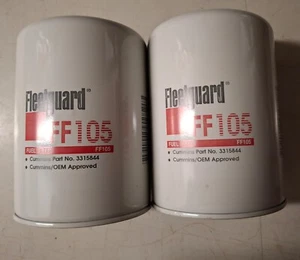 Fleetguard
FF105
FUEL
FF105
• Cummins Part No. 3315844
• Cummins/OEM Approved
Fleetguard
FF105
FUEL
FF105
• Cummins Part No. 3315844
• Cummins/OEM Approved